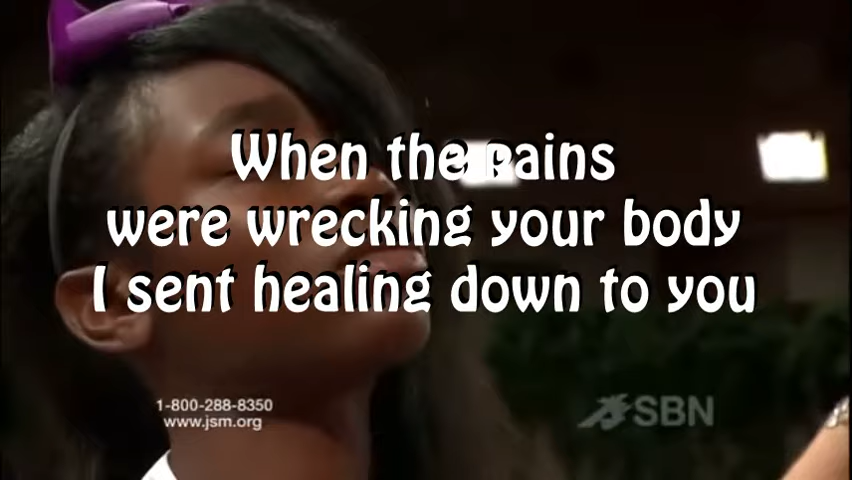 When the pains
were wrecking your body
I sent healing down to you
1-800-288-8350
www.jsm.org
SBN